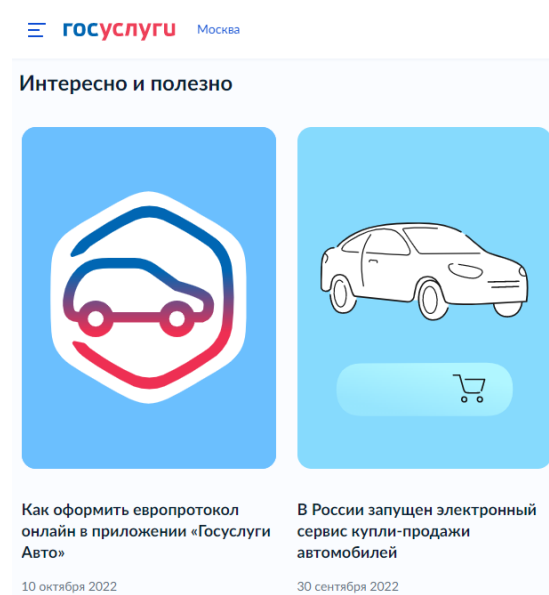 госуслуги Москва
Интересно и полезно
Как оформить европротокол
онлайн в приложении «Госуслуги
Авто»
10 октября 2022
В России запущен электронный
сервис купли-продажи
автомобилей
30 сентября 2022